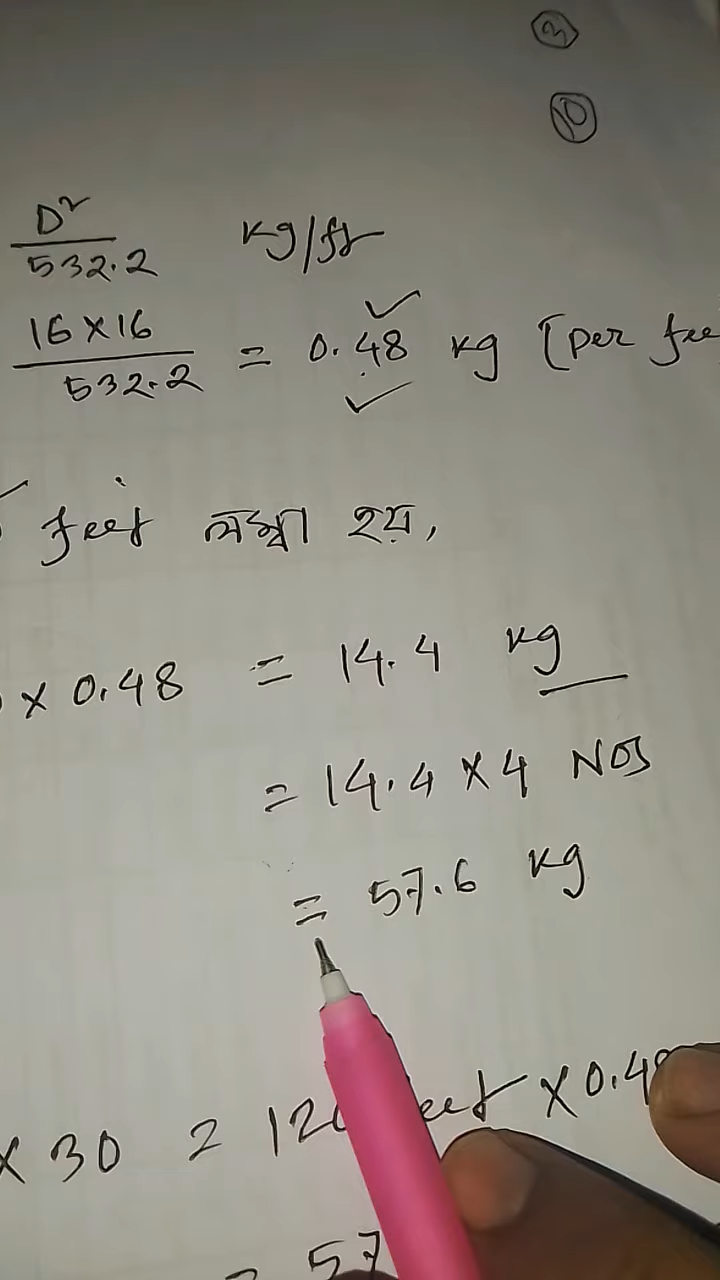 3
10
D²
532.2
kg/ft
16×16
532.2
= 0.48 kg [per fee
feet লম্বা হয়,
× 0.48 = 14.4 kg
= 14.4 × 4 NOS
= 57.6 kg
× 30 = 12 × 0.4
57